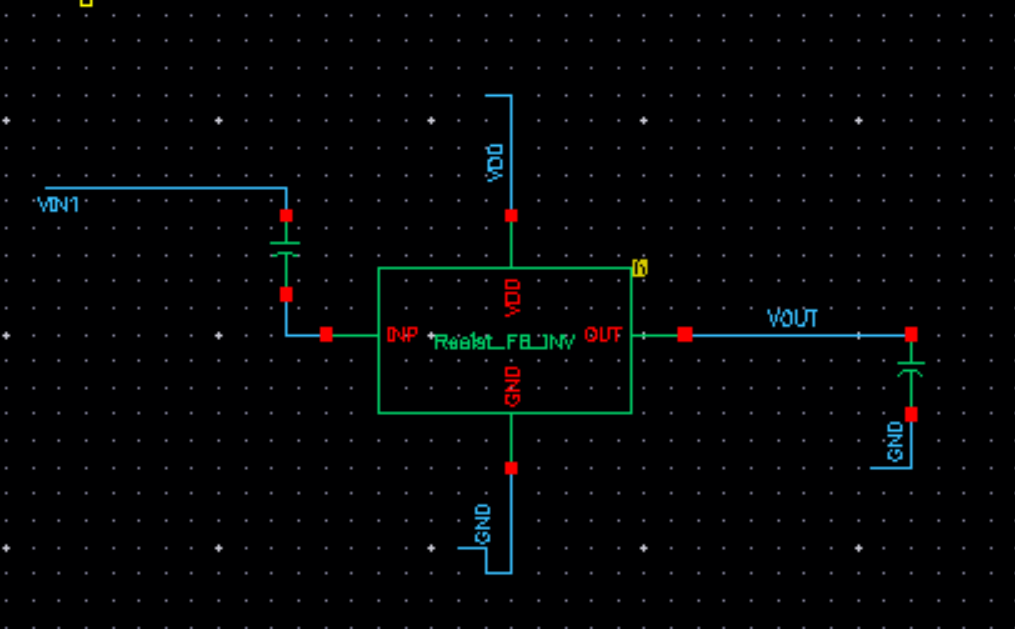 VDD
VIN1
VDD
INP
Resist_FB_INV
OUT
VOUT
GND
GND
GND